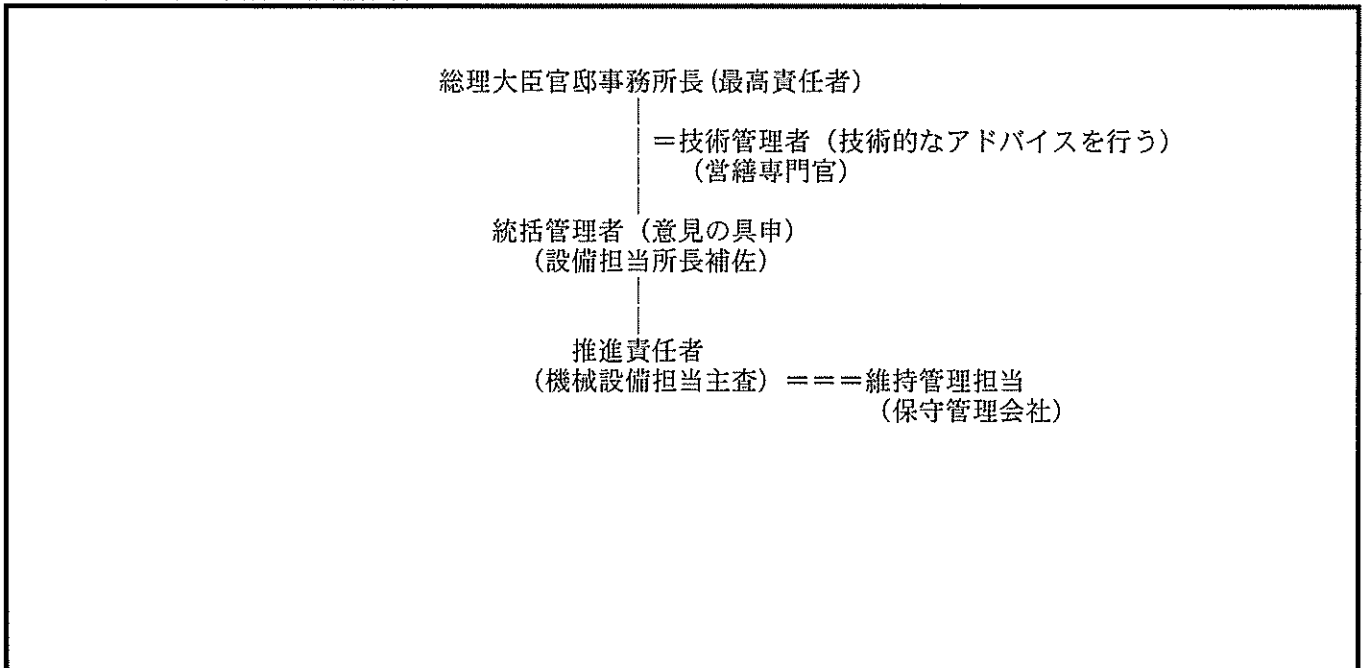 総理大臣官邸事務所長(最高責任者)
＝技術管理者（技術的なアドバイスを行う）
（営繕専門官）
統括管理者（意見の具申）
（設備担当所長補佐）
推進責任者
（機械設備担当主査）＝＝＝維持管理担当
（保守管理会社）